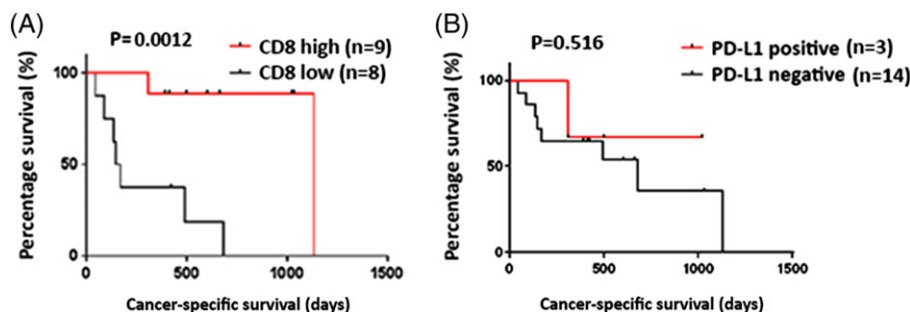 (A)
P=0.0012
CD8 high (n=9)
CD8 low (n=8)
Percentage survival (%)
100
50
0
0 500 1000 1500
Cancer-specific survival (days)
(B)
P=0.516
PD-L1 positive (n=3)
PD-L1 negative (n=14)
Percentage survival (%)
100
50
0
0 500 1000 1500
Cancer-specific survival (days)